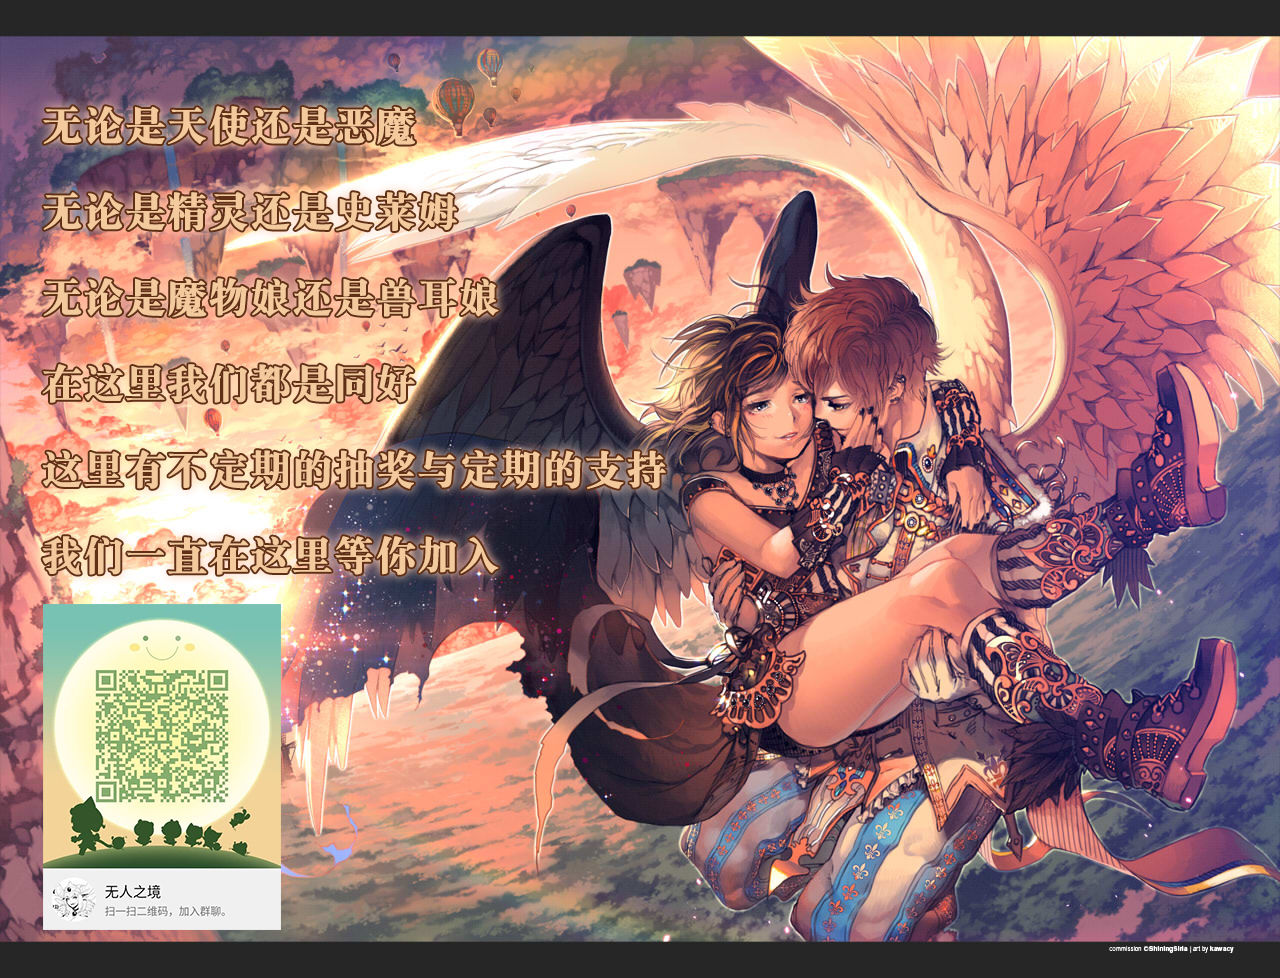 无论是天使还是恶魔
无论是精灵还是史莱姆
无论是魔物娘还是兽耳娘
在这里我们都是同好
这里有不定期的抽奖与定期的支持
我们一直在这里等你加入
无人之境
扫一扫二维码，加入群聊。
commission ©ShiningSiria | art by kawacy